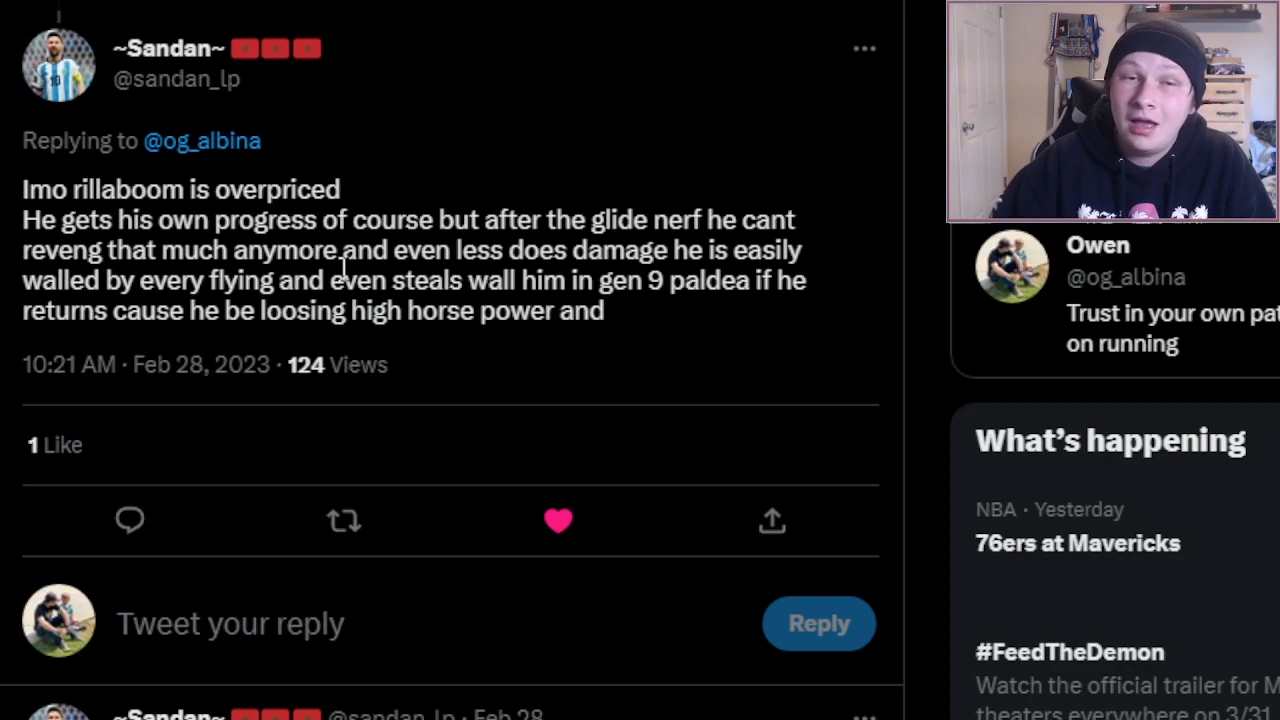 ~Sandan~
@sandan_lp
Replying to @og_albina
Imo rillaboom is overpriced
He gets his own progress of course but after the glide nerf he cant
reveng that much anymore.and even less does damage he is easily
walled by every flying and even steals wall him in gen 9 paldea if he
returns cause he be loosing high horse power and
10:21 AM · Feb 28, 2023 · 124 Views
1 Like
Tweet your reply
Reply
~Sandan~ @sandan_lp · Feb 28
10
Owen
@og_albina
Trust in your own pat
on running
What's happening
NBA · Yesterday
76ers at Mavericks
#FeedTheDemon
Watch the official trailer for M
theaters everywhere on 3/31